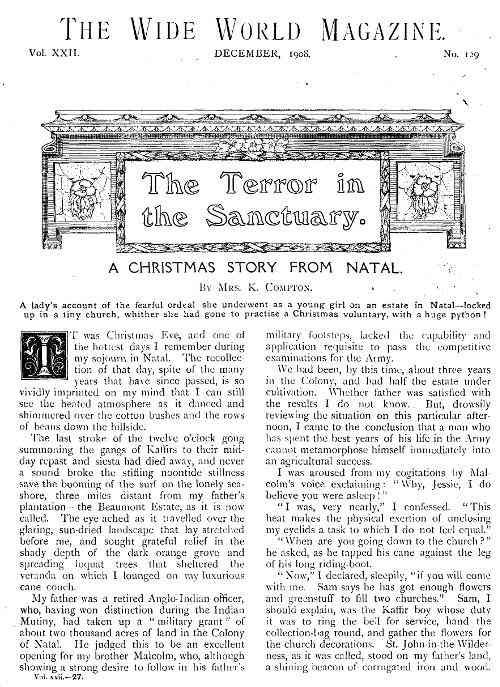 THE WIDE WORLD MAGAZINE.
Vol. XXII. DECEMBER, 1908. No. 129
The Terror in
the Sanctuary.
A CHRISTMAS STORY FROM NATAL.
By Mrs. K. Compton.
A lady's account of the fearful ordeal she underwent as a young girl on an estate in Natal—locked
up in a tiny church, whither she had gone to practise a Christmas voluntary, with a huge python!
IT was Christmas Eve, and one of
the hottest days I remember during
my sojourn in Natal. The recollec-
tion of that day, spite of the many
years that have since passed, is so
vividly imprinted on my mind that I can still
see the heated atmosphere as it danced and
shimmered over the cotton bushes and the rows
of beans down the hillside.
The last stroke of the twelve o'clock gong
summoning the gangs of Kaffirs to their mid-
day repast and siesta had died away, and never
a sound broke the stifling noontide stillness
save the booming of the surf on the lonely sea-
shore, three miles distant from my father's
plantation—the Beaumont Estate, as it is now
called. The eye ached as it travelled over the
glaring, sun-dried landscape that lay stretched
before me, and sought grateful relief in the
shady depth of the dark orange grove and
spreading loquat trees that sheltered the
veranda on which I lounged on my luxurious
cane couch.
My father was a retired Anglo-Indian officer,
who, having won distinction during the Indian
Mutiny, had taken up a "military grant" of
about two thousand acres of land in the Colony
of Natal. He judged this to be an excellent
opening for my brother Malcolm, who, although
showing a strong desire to follow in his father's
Vol. xxii.—27.
military footsteps, lacked the capability and
application requisite to pass the competitive
examinations for the Army.
We had been, by this time, about three years
in the Colony, and had half the estate under
cultivation. Whether father was satisfied with
the results I do not know. But, drowsily
reviewing the situation on this particular after-
noon, I came to the conclusion that a man who
has spent the best years of his life in the Army
cannot metamorphose himself immediately into
an agricultural success.
I was aroused from my cogitations by Mal-
colm's voice exclaiming: "Why, Jessie, I do
believe you were asleep!"
"I was, very nearly," I confessed. "This
heat makes the physical exertion of unclosing
my eyelids a task to which I do not feel equal."
"When are you going down to the church?"
he asked, as he tapped his cane against the leg
of his long riding-boot.
"Now," I declared, sleepily, "if you will come
with me. Sam says he has got enough flowers
and greenstuff to fill two churches." Sam, I
should explain, was the Kaffir boy whose duty
it was to ring the bell for service, hand the
collection-bag round, and gather the flowers for
the church decorations. St. John-in-the-Wilder-
ness, as it was called, stood on my father's land,
a shining beacon of corrugated iron and wood.